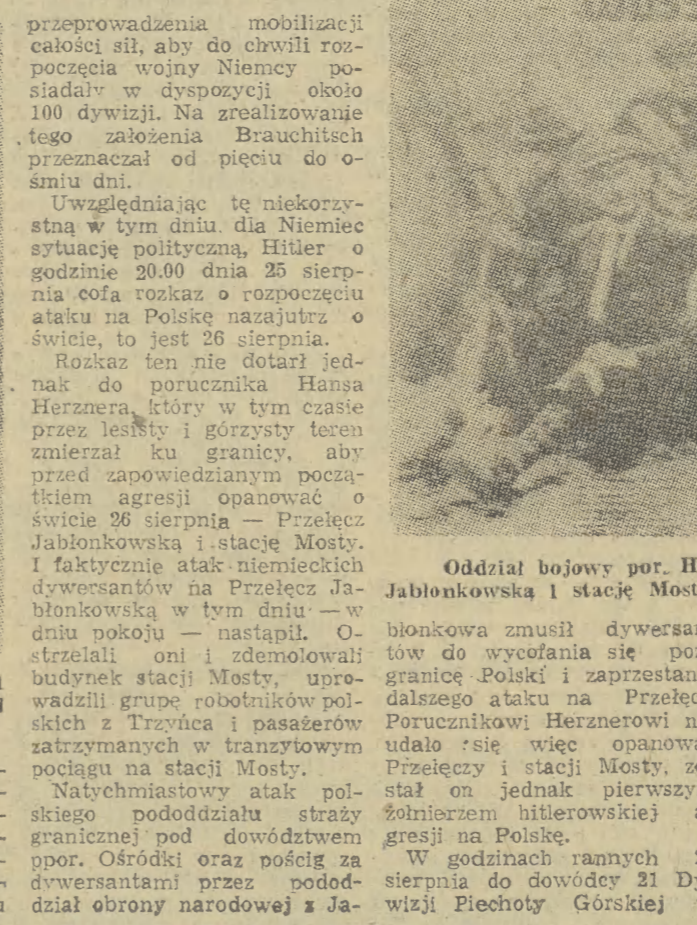 przeprowadzenia mobilizacji
całości sił, aby do chwili roz-
poczęcia wojny Niemcy po-
siadały w dyspozycji około
100 dywizji. Na zrealizowanie
tego założenia Brauchitsch
przeznaczał od pięciu do o-
śmiu dni.
Uwzględniając tę niekorzy-
stną w tym dniu. dla Niemiec
sytuację polityczną, Hitler o
godzinie 20.00 dnia 25 sierp-
nia cofa rozkaz o rozpoczęciu
ataku na Polskę nazajutrz o
świcie, to jest 26 sierpnia.
Rozkaz ten nie dotarł jed-
nak do porucznika Hansa
Herznera, który w tym czasie
przez lesisty i górzysty teren
zmierzał ku granicy, aby
przed zapowiedzianym począ-
tkiem agresji opanować o
świcie 26 sierpnia — Przełęcz
Jabłonkowską i stację Mosty.
I faktycznie atak niemieckich
dywersantów na Przełęcz Ja-
błonkowską w tym dniu — w
dniu pokoju — nastąpił. O-
strzelali oni i zdemolowali
budynek stacji Mosty, upro-
wadzili grupę robotników pol-
skich z Trzyńca i pasażerów
zatrzymanych w tranzytowym
pociągu na stacji Mosty.
Natychmiastowy atak pol-
skiego pododdziału straży
granicznej pod dowództwem
ppor. Ośródki oraz pościg za
dywersantami przez podod-
dział obrony narodowej z Ja-
Oddział bojowy por. H
Jabłonkowską i stację Most
błonkowa zmusił dywersan
tów do wycofania się po
granicę Polski i zaprzestan
dalszego ataku na Przełęc
Porucznikowi Herznerowi n
udało się więc opanowa
Przełęczy i stacji Mosty, z
stał on jednak pierwszy
żołnierzem hitlerowskiej a
gresji na Polskę.
W godzinach rannych
sierpnia do dowódcy 21 Dy
wizji Piechoty Górskiej